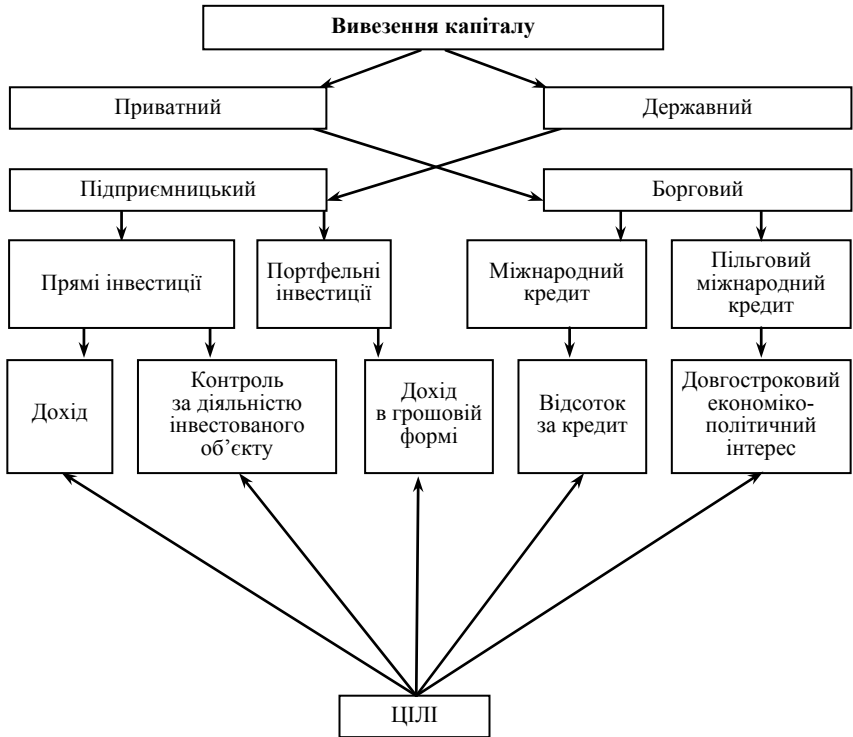 Вивезення капіталу
Приватний
Державний
Підприємницький
Борговий
Прямі інвестиції
Портфельні
інвестиції
Міжнародний
кредит
Пільговий
міжнародний
кредит
Дохід
Контроль
за діяльністю
інвестованого
об’єкту
Дохід
в грошовій
формі
Відсоток
за кредит
Довгостроковий
економіко-
політичний
інтерес
ЦІЛІ